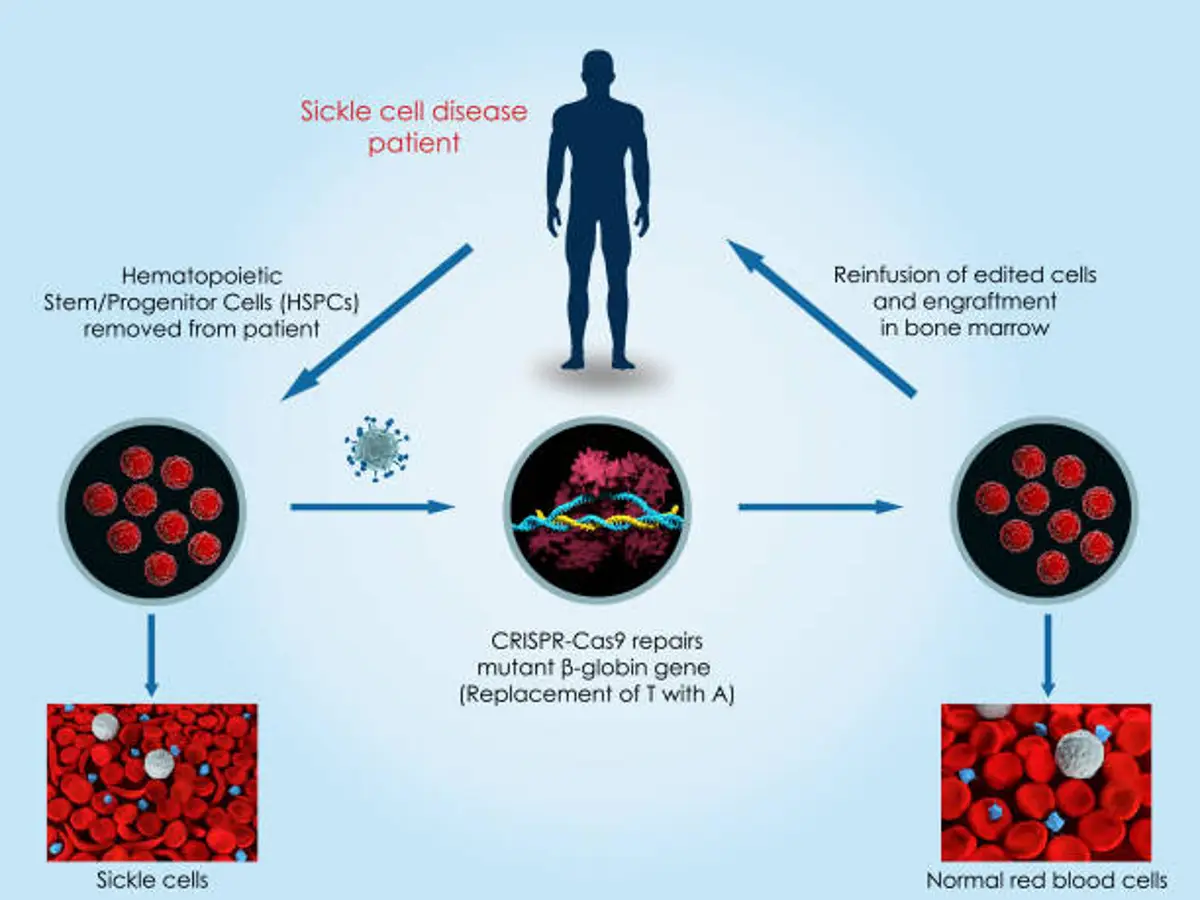 Sickle cell disease
patient
Hematopoietic
Stem/Progenitor Cells (HSPCs)
removed from patient
Reinfusion of edited cells
and engraftment
in bone marrow
CRISPR-Cas9 repairs
mutant β-globin gene
(Replacement of T with A)
Sickle cells
Normal red blood cells